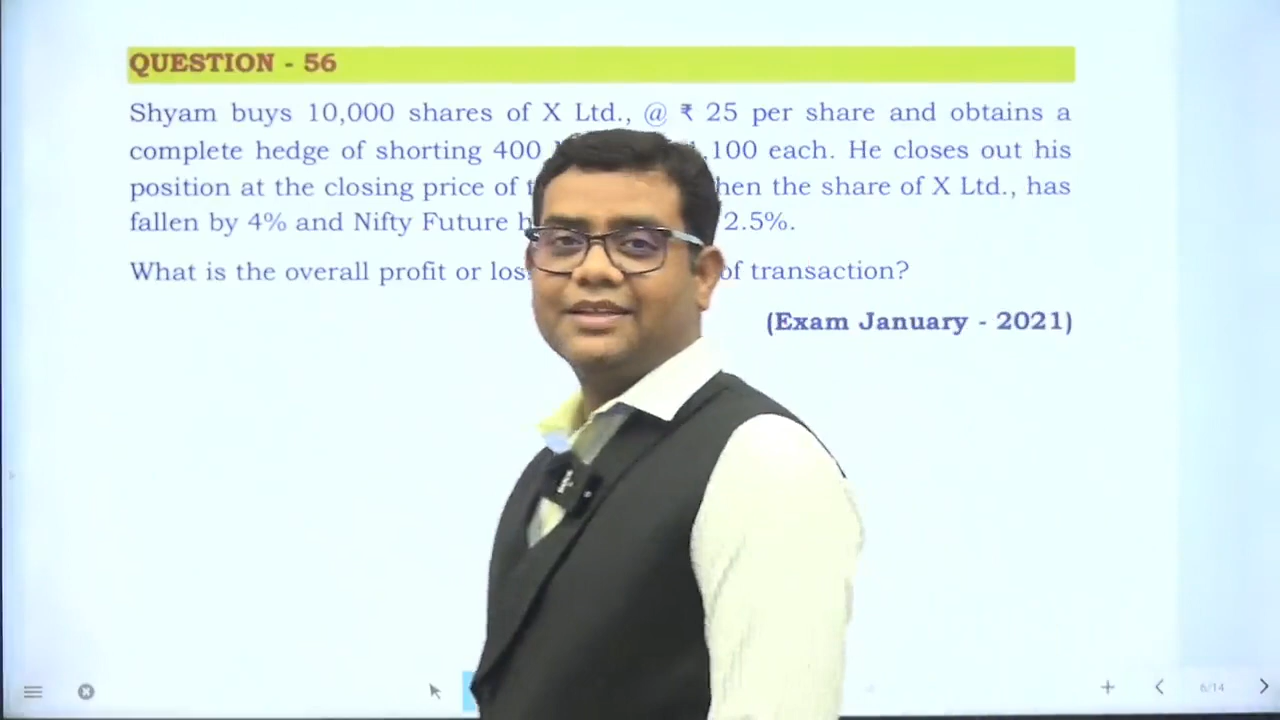 QUESTION - 56
Shyam buys 10,000 shares of X Ltd., @ ₹ 25 per share and obtains a
complete hedge of shorting 400 .100 each. He closes out his
position at the closing price of the share of X Ltd., has
fallen by 4% and Nifty Future 2.5%.
What is the overall profit or of transaction?
(Exam January - 2021)
6/14